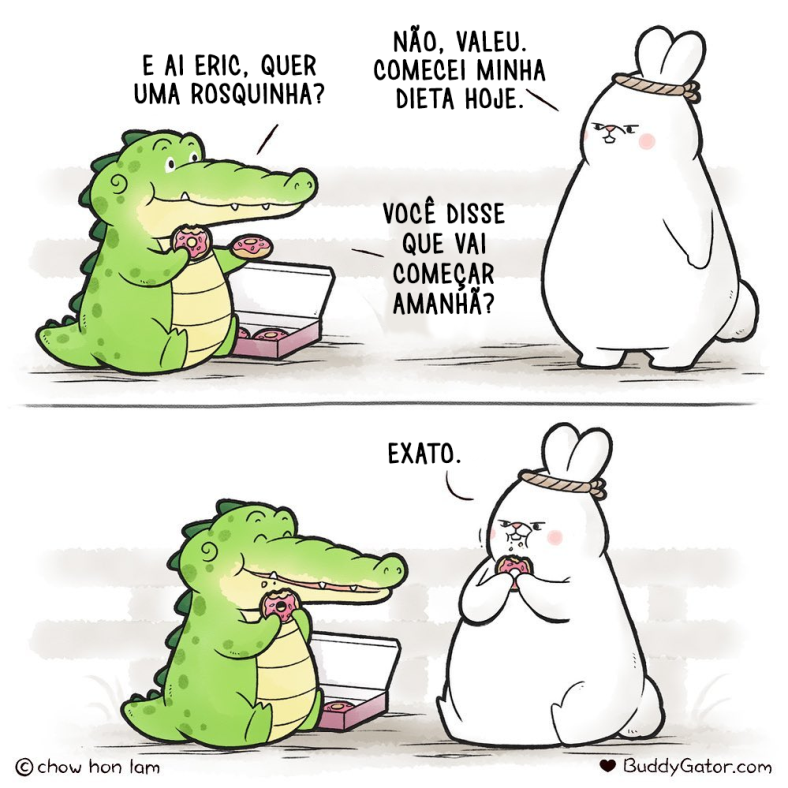 E AI ERIC, QUER
UMA ROSQUINHA?
NÃO, VALEU.
COMECEI MINHA
DIETA HOJE.
VOCÊ DISSE
QUE VAI
COMEÇAR
AMANHÃ?
EXATO.
© chow hon lam
♥ BuddyGator.com